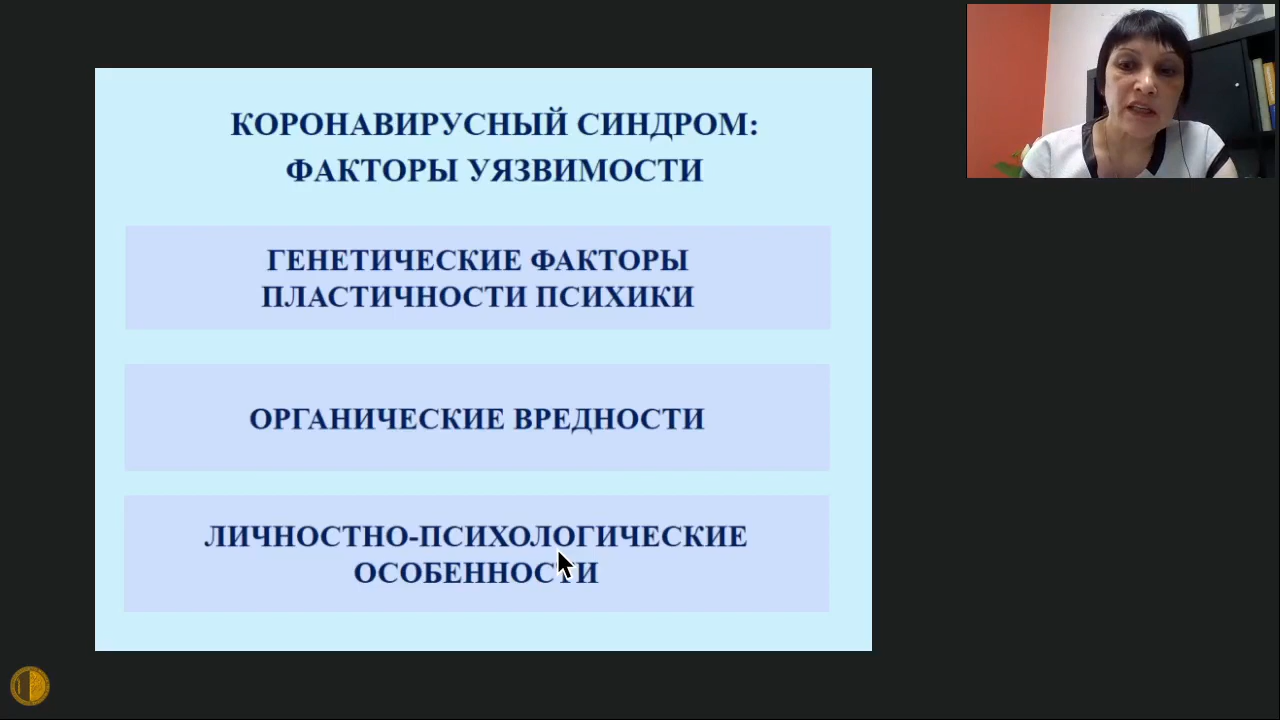 КОРОНАВИРУСНЫЙ СИНДРОМ:
ФАКТОРЫ УЯЗВИМОСТИ
ГЕНЕТИЧЕСКИЕ ФАКТОРЫ
ПЛАСТИЧНОСТИ ПСИХИКИ
ОРГАНИЧЕСКИЕ ВРЕДНОСТИ
ЛИЧНОСТНО-ПСИХОЛОГИЧЕСКИЕ
ОСОБЕННОСТИ